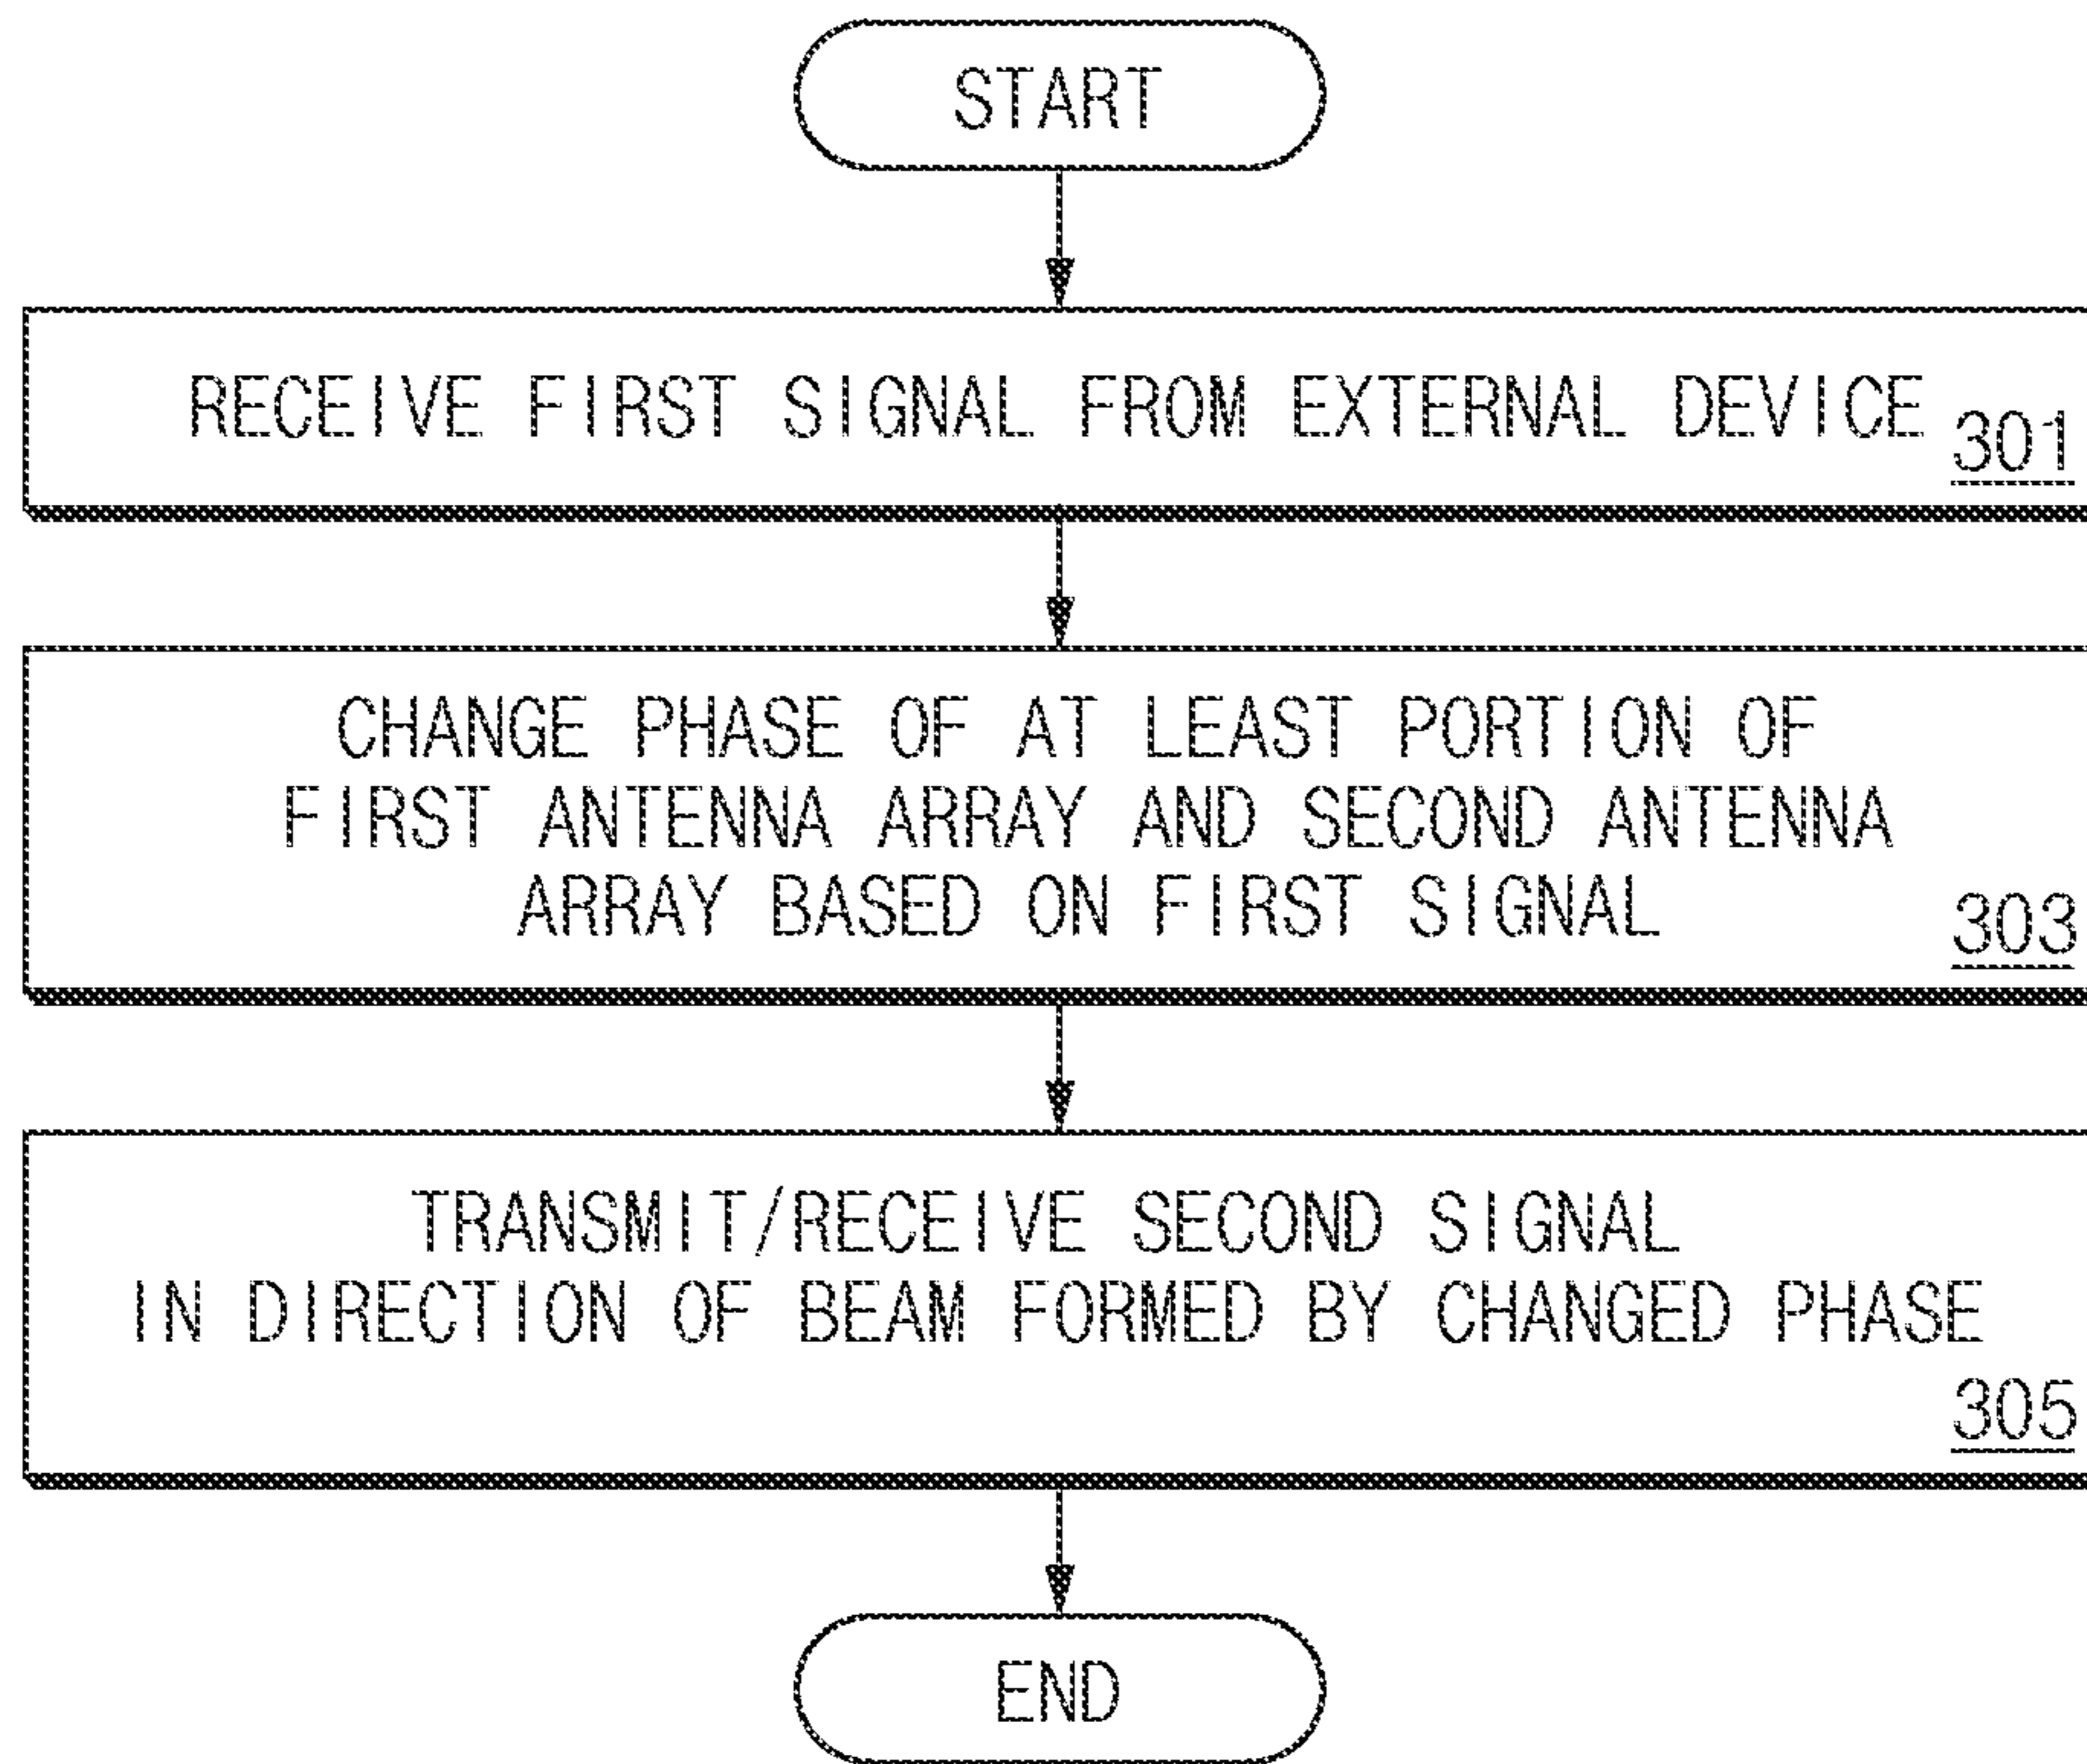 START
RECEIVE FIRST SIGNAL FROM EXTERNAL DEVICE
301
CHANGE PHASE OF AT LEAST PORTION OF
FIRST ANTENNA ARRAY AND SECOND ANTENNA
ARRAY BASED ON FIRST SIGNAL
303
TRANSMIT/RECEIVE SECOND SIGNAL
IN DIRECTION OF BEAM FORMED BY CHANGED PHASE
305
END